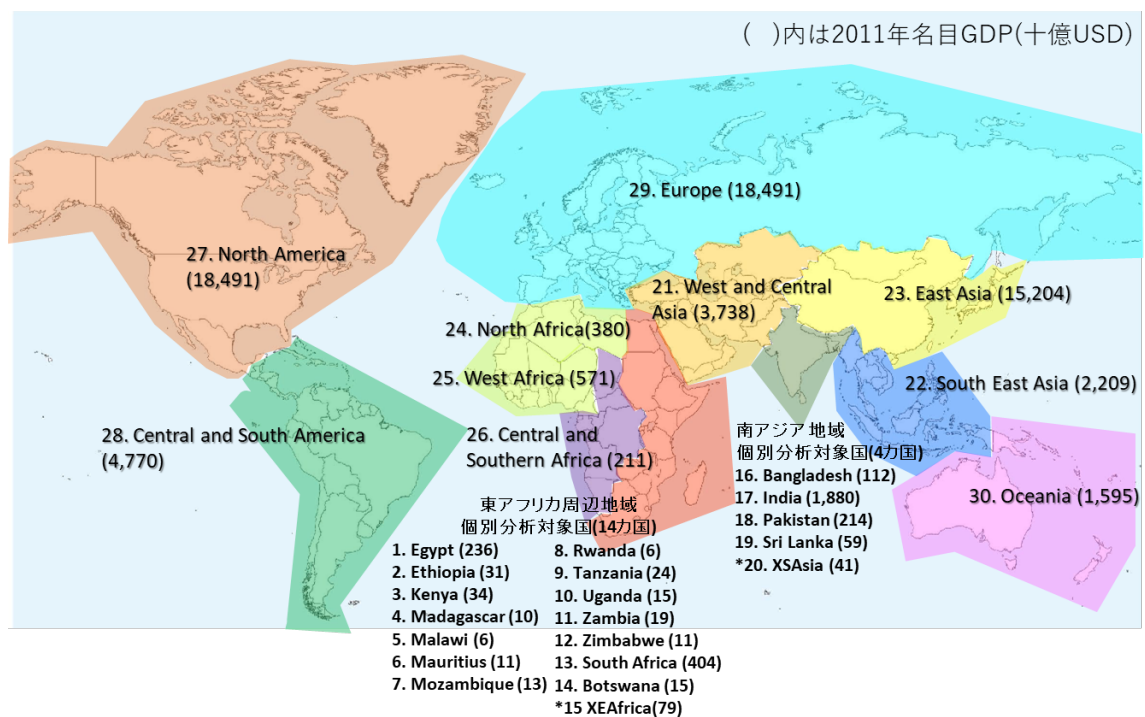 ( )内は2011年名目GDP(十億USD)
29. Europe (18,491)
27. North America
(18,491)
21. West and Central
Asia (3,738)
23. East Asia (15,204)
24. North Africa(380)
25. West Africa (571)
22. South East Asia (2,209)
28. Central and South America
(4,770)
26. Central and
Southern Africa (211)
南アジア地域
個別分析対象国(4カ国)
16. Bangladesh (112)
17. India (1,880)
18. Pakistan (214)
19. Sri Lanka (59)
*20. XSAsia (41)
30. Oceania (1,595)
東アフリカ周辺地域
個別分析対象国(14カ国)
1. Egypt (236)
2. Ethiopia (31)
3. Kenya (34)
4. Madagascar (10)
5. Malawi (6)
6. Mauritius (11)
7. Mozambique (13)
8. Rwanda (6)
9. Tanzania (24)
10. Uganda (15)
11. Zambia (19)
12. Zimbabwe (11)
13. South Africa (404)
14. Botswana (15)
*15 XEAfrica(79)